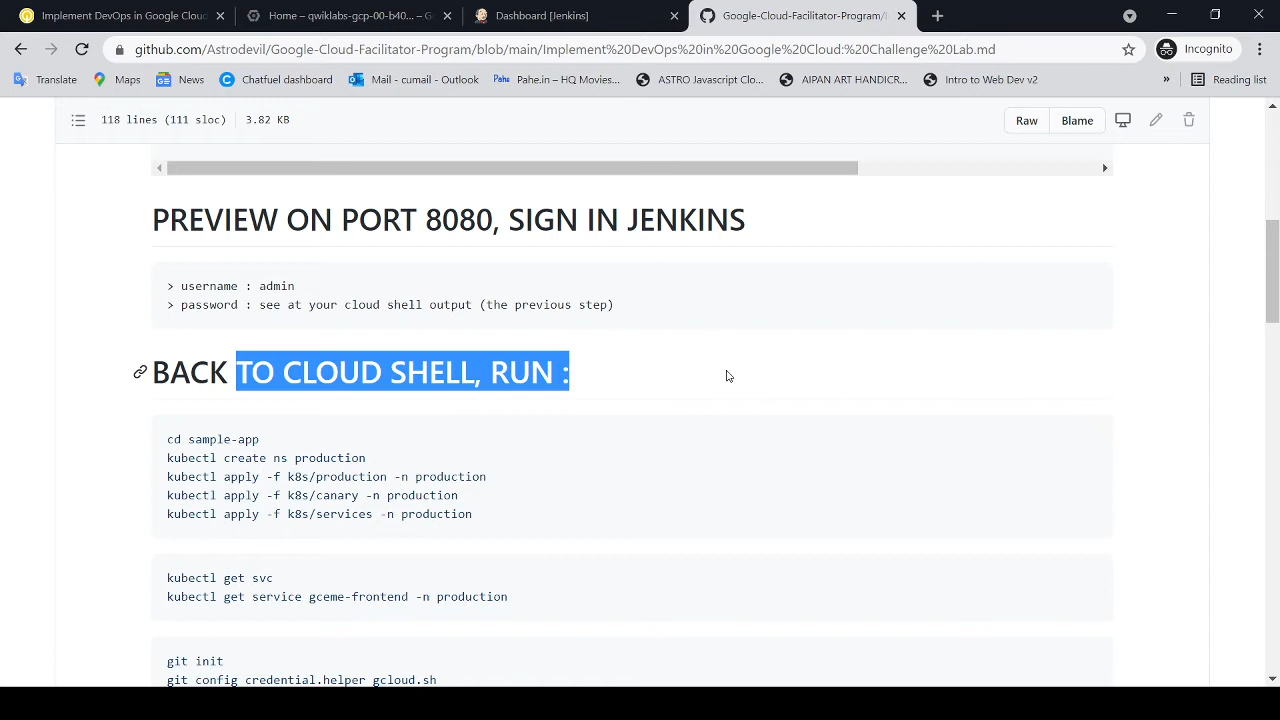 Implement DevOps in Google Cloud
Home – qwiklabs-gcp-00-b40... – G
Dashboard [Jenkins]
Google-Cloud-Facilitator-Program/I
github.com/Astrodevil/Google-Cloud-Facilitator-Program/blob/main/Implement%20DevOps%20in%20Google%20Cloud:%20Challenge%20Lab.md
Incognito
Translate
Maps
News
Chatfuel dashboard
Mail - cumail - Outlook
Pahe.in – HQ Movies...
ASTRO Javascript Clo...
AIPAN ART HANDICR...
Intro to Web Dev v2
»
Reading list
118 lines (111 sloc)
3.82 KB
Raw
Blame
PREVIEW ON PORT 8080, SIGN IN JENKINS
> username : admin
> password : see at your cloud shell output (the previous step)
BACK TO CLOUD SHELL, RUN :
cd sample-app
kubectl create ns production
kubectl apply -f k8s/production -n production
kubectl apply -f k8s/canary -n production
kubectl apply -f k8s/services -n production
kubectl get svc
kubectl get service gceme-frontend -n production
git init
git config credential.helper gcloud.sh